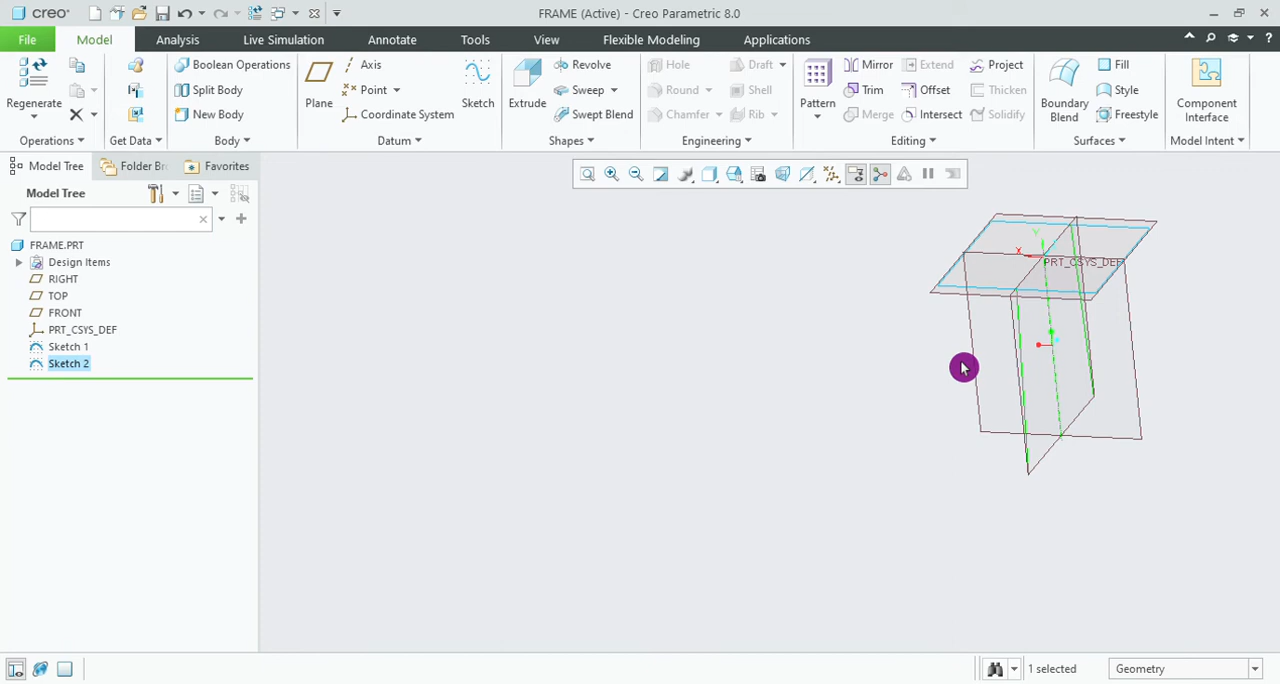 creo FRAME (Active) - Creo Parametric 8.0
File Model Analysis Live Simulation Annotate Tools View Flexible Modeling Applications
Regenerate
Operations
Get Data
Boolean Operations
Split Body
New Body
Body
Plane
Axis
Point
Coordinate System
Sketch
Datum
Extrude
Revolve
Sweep
Swept Blend
Shapes
Hole Draft
Round Shell
Chamfer Rib
Engineering
Pattern
Mirror Extend Project
Trim Offset Thicken
Merge Intersect Solidify
Editing
Boundary
Blend
Fill
Style
Freestyle
Surfaces
Component
Interface
Model Intent
Model Tree Folder Br Favorites
Model Tree
FRAME.PRT
Design Items
RIGHT
TOP
FRONT
PRT_CSYS_DEF
Sketch 1
Sketch 2
Y
X
PRT_CSYS_DEF
1 selected Geometry